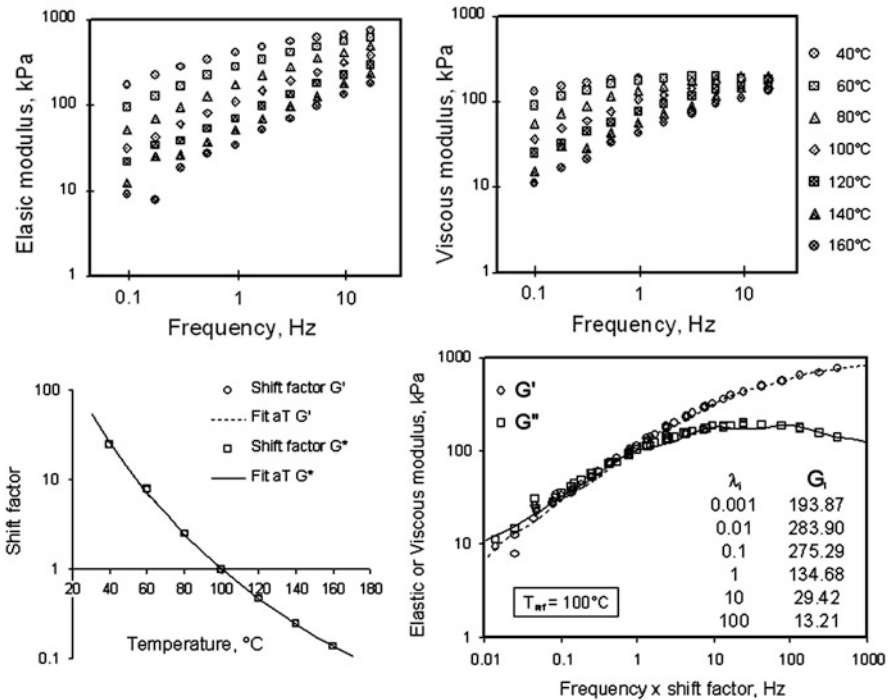 Elasic modulus, kPa
1000
100
10
1
0.1 1 10
Frequency, Hz
Viscous modulus, kPa
1000
100
10
1
0.1 1 10
Frequency, Hz
40°C
60°C
80°C
100°C
120°C
140°C
160°C
Shift factor
100
10
1
0.1
20 40 60 80 100 120 140 160 180
Temperature, °C
Shift factor G'
Fit aT G'
Shift factor G*
Fit aT G*
Elastic or Viscous modulus, kPa
1000
100
10
1
0.01 0.1 1 10 100 1000
Frequency x shift factor, Hz
G'
G"
λi Gi
0.001 193.87
0.01 283.90
0.1 275.29
1 134.68
10 29.42
100 13.21
TRef = 100°C